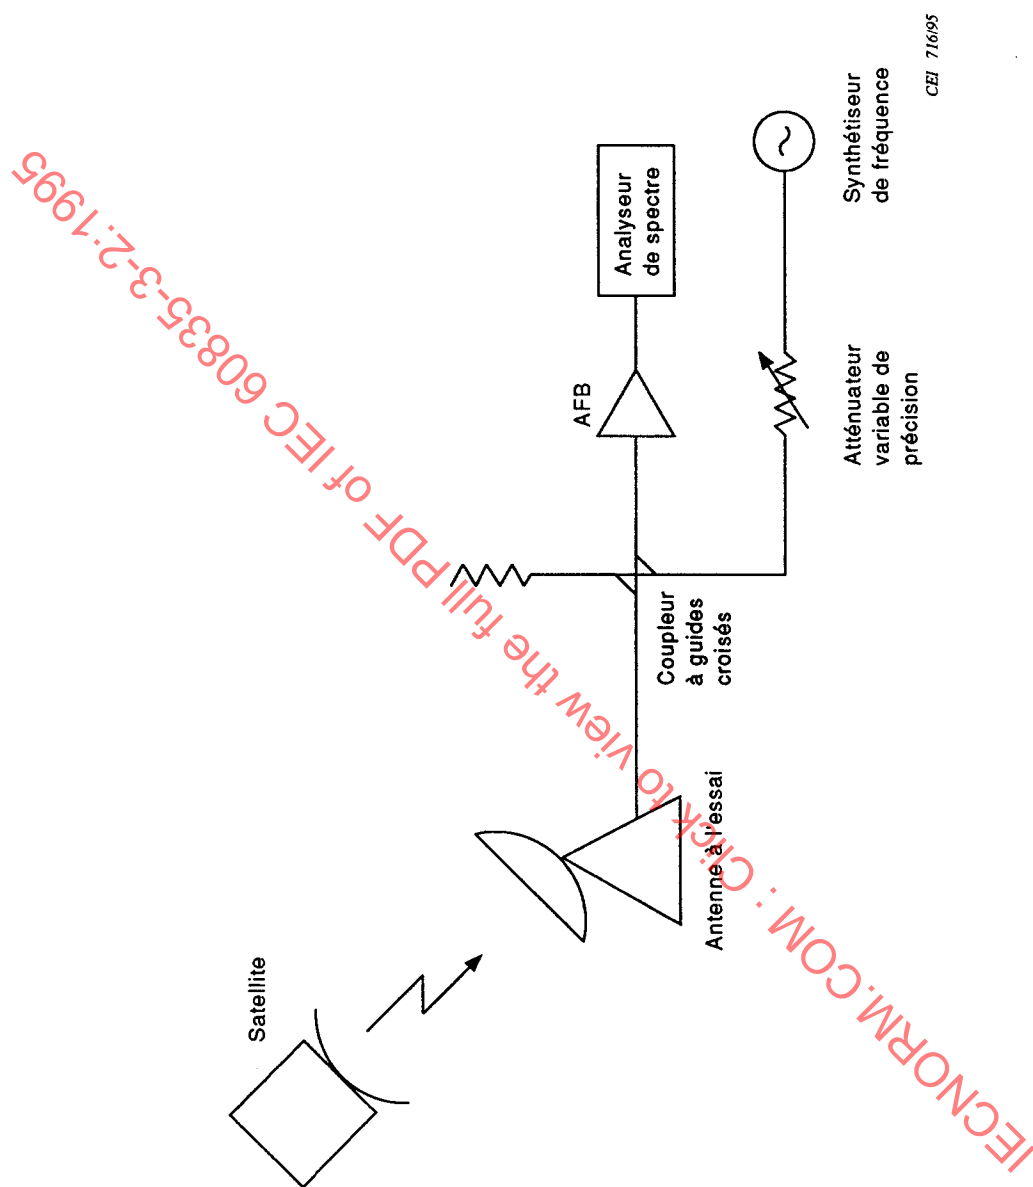 Satellite
Antenne à l'essai
Coupleur
à guides
croisés
AFB
Analyseur
de spectre
Atténuateur
variable de
précision
Synthétiseur
de fréquence
CEI 716/95
IECNORM.COM : Click to view the full PDF of IEC 60835-3-2:1995